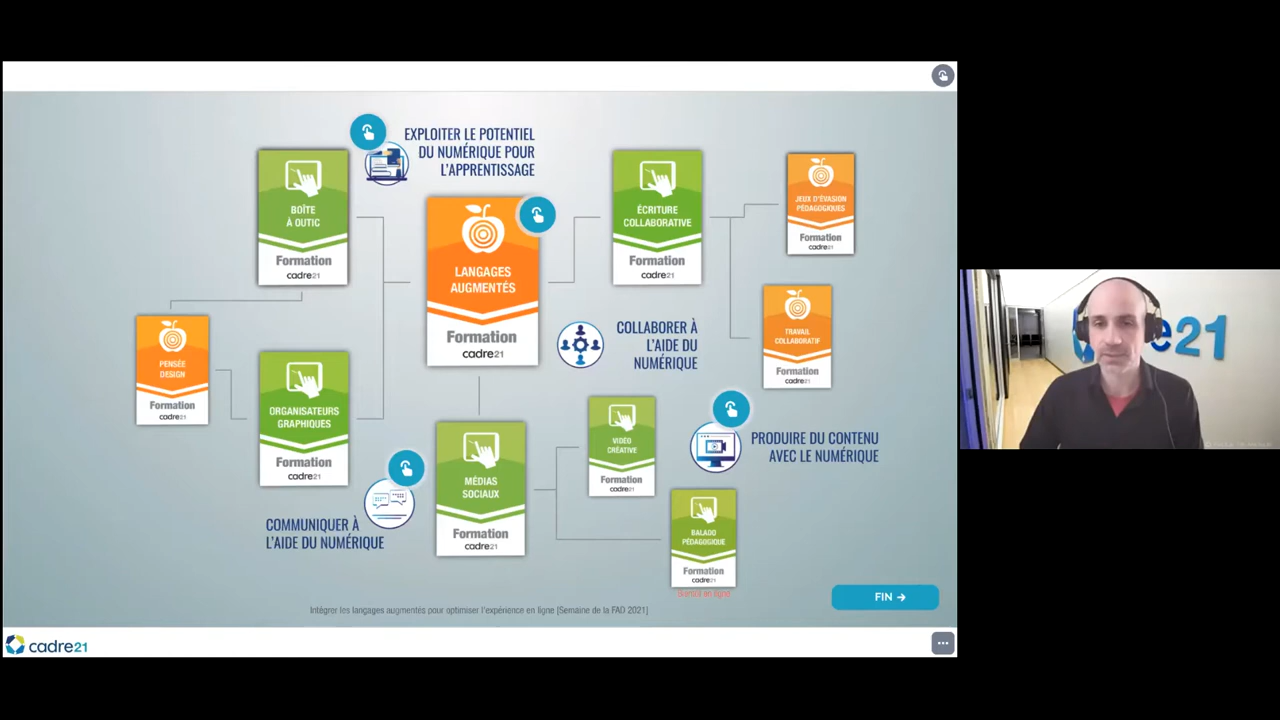 EXPLOITER LE POTENTIEL
DU NUMÉRIQUE POUR
L'APPRENTISSAGE
BOÎTE
À OUTIC
Formation
cadre21
LANGAGES
AUGMENTÉS
Formation
cadre21
ÉCRITURE
COLLABORATIVE
Formation
cadre21
JEUX D'ÉVASION
PÉDAGOGIQUES
Formation
cadre21
PENSÉE
DESIGN
Formation
cadre21
ORGANISATEURS
GRAPHIQUES
Formation
cadre21
COLLABORER À
L'AIDE DU
NUMÉRIQUE
TRAVAIL
COLLABORATIF
Formation
cadre21
COMMUNIQUER À
L'AIDE DU NUMÉRIQUE
MÉDIAS
SOCIAUX
Formation
cadre21
VIDÉO
CRÉATIVE
Formation
cadre21
PRODUIRE DU CONTENU
AVEC LE NUMÉRIQUE
BALADO
PÉDAGOGIQUE
Formation
cadre21
Bientôt en ligne
FIN →
Intégrer les langages augmentés pour optimiser l'expérience en ligne [Semaine de la FAD 2021]
cadre21
re21